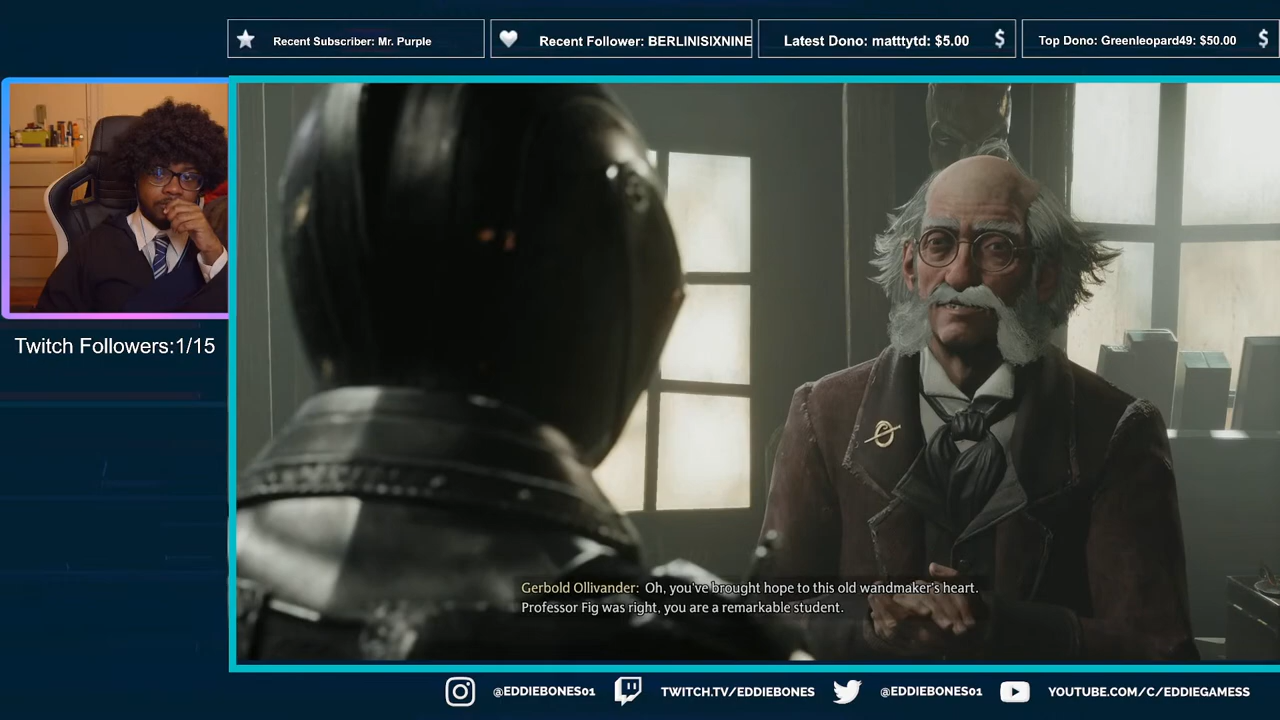 Recent Subscriber: Mr. Purple
Recent Follower: BERLINISIXNINE
Latest Dono: matttytd: $5.00 $
Top Dono: Greenleopard49: $50.00 $
Twitch Followers:1/15
Gerbold Ollivander: Oh, you've brought hope to this old wandmaker's heart.
Professor Fig was right, you are a remarkable student.
@EDDIEBONES01
TWITCH.TV/EDDIEBONES
@EDDIEBONES01
YOUTUBE.COM/C/EDDIEGAMESS